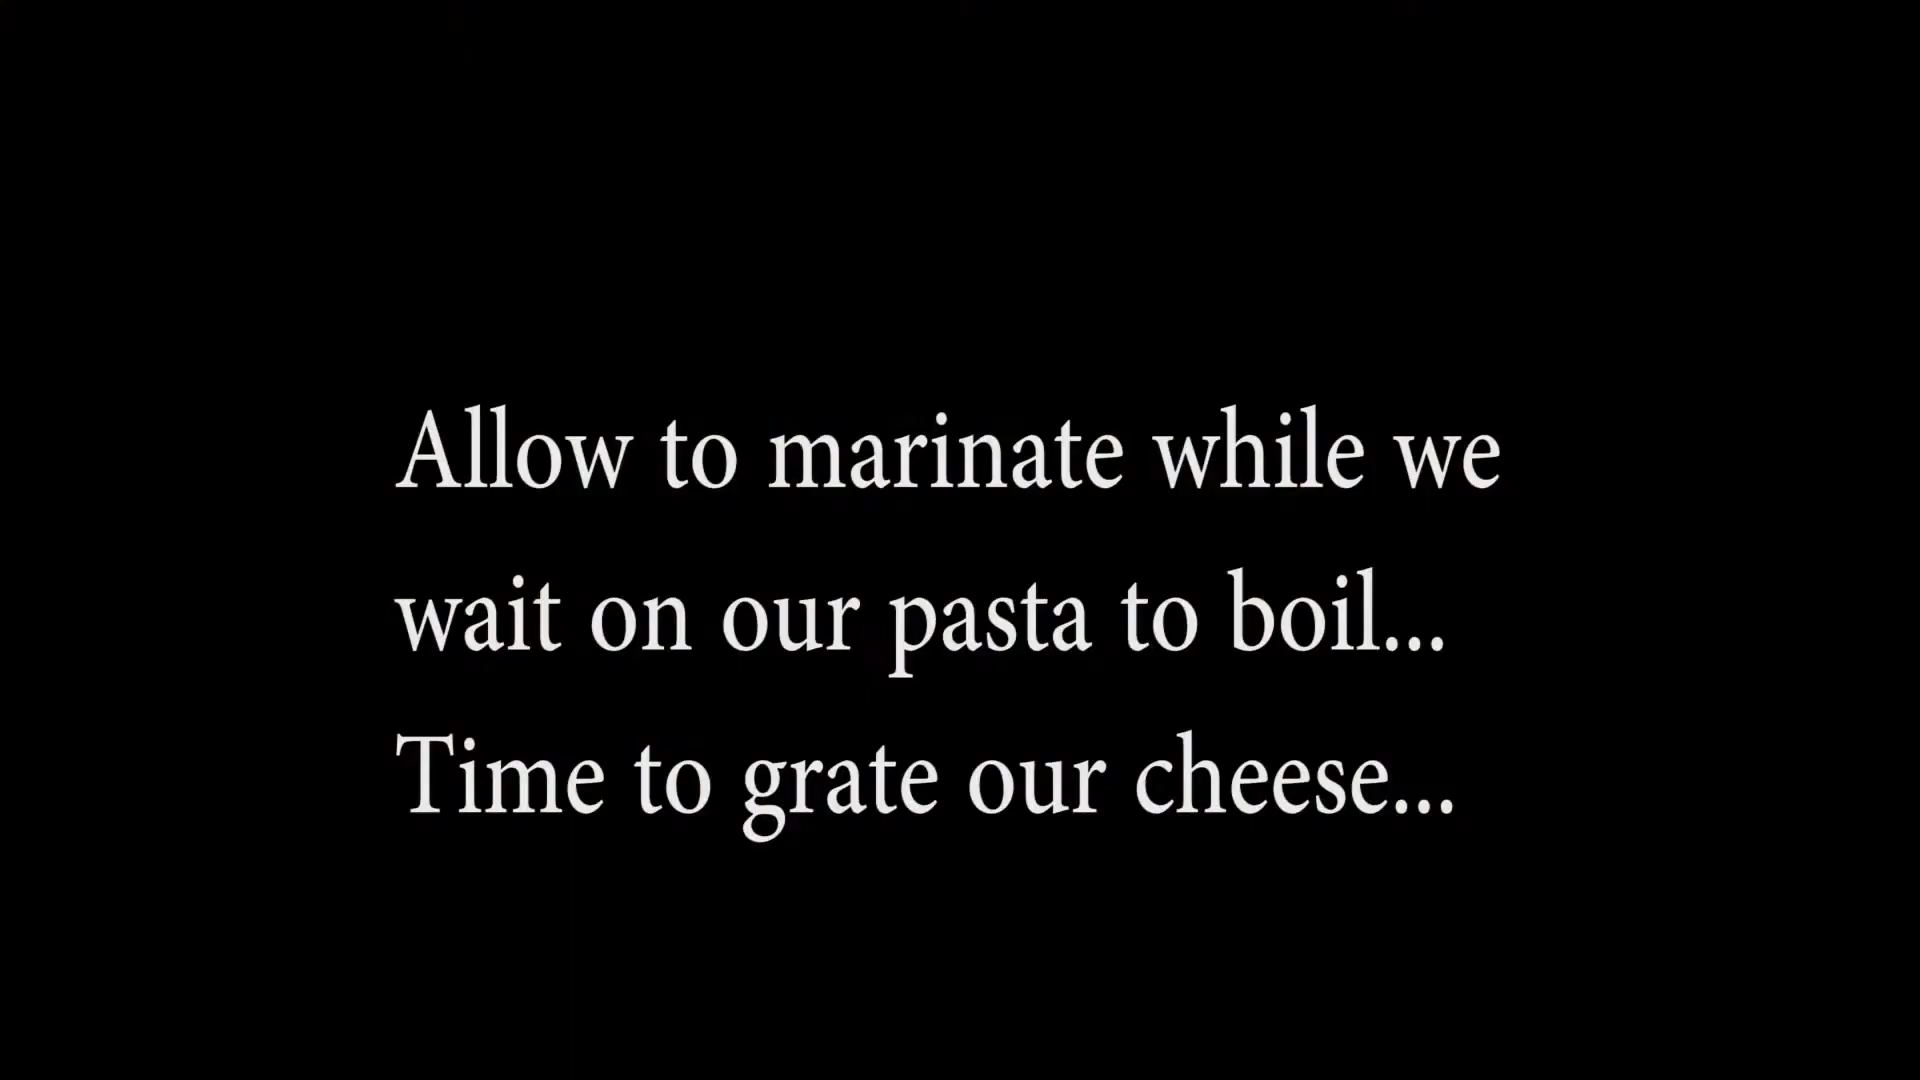 Allow to marinate while we
wait on our pasta to boil...
Time to grate our cheese...